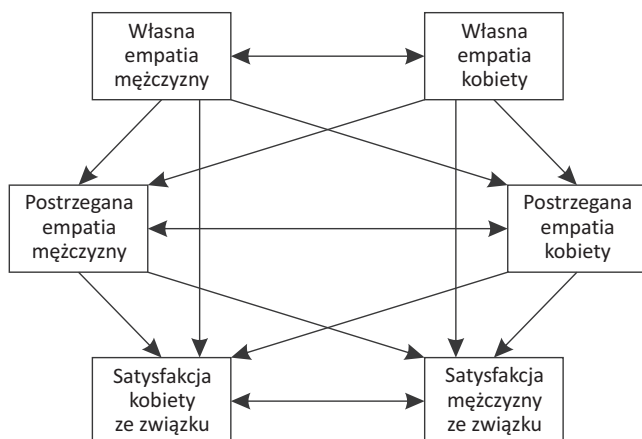 Własna
empatia
mężczyzny
Własna
empatia
kobiety
Postrzegana
empatia
mężczyzny
Postrzegana
empatia
kobiety
Satysfakcja
kobiety
ze związku
Satysfakcja
mężczyzny
ze związku